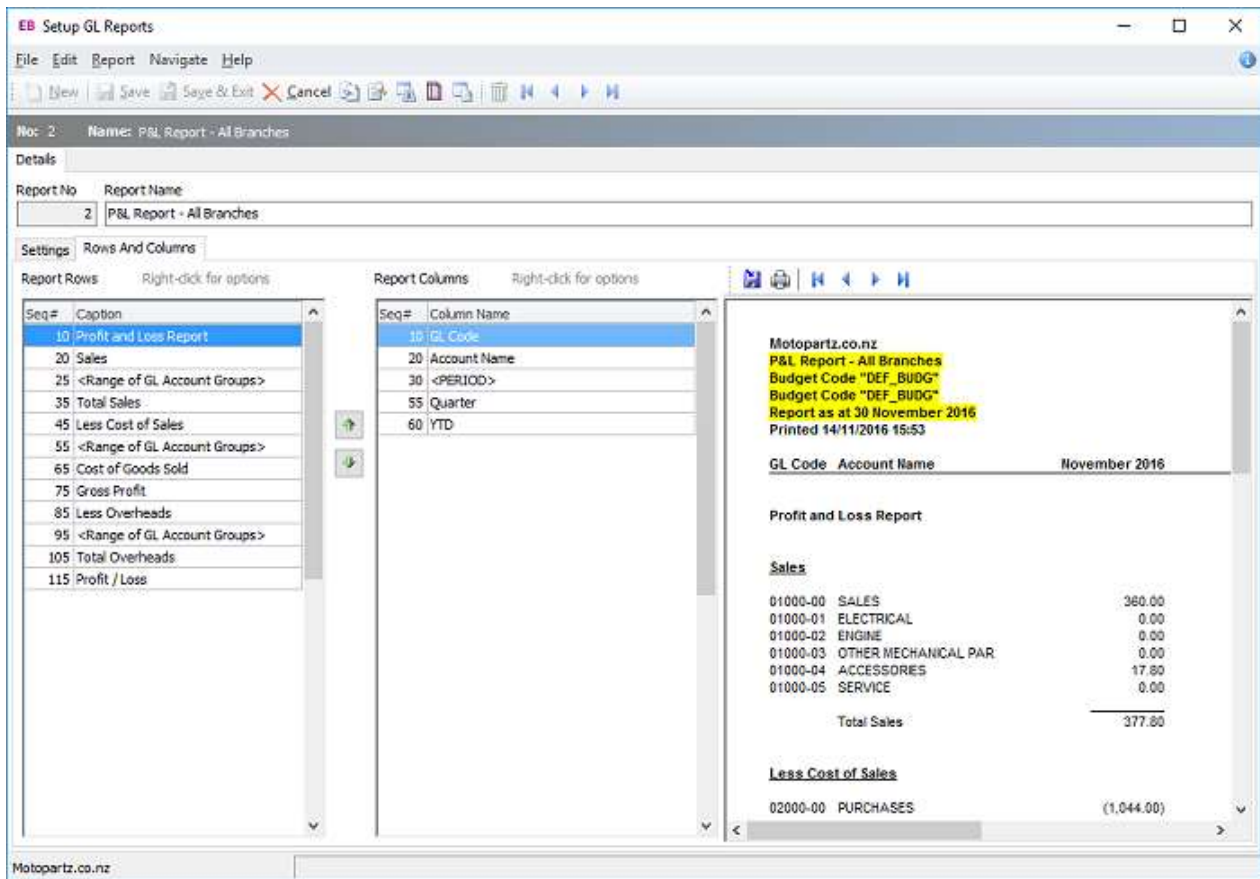 EB Setup GL Reports
File Edit Report Navigate Help
New Save Save & Exit Cancel
No: 2 Name: P&L Report - All Branches
Details
Report No Report Name
2 P&L Report - All Branches
Settings Rows And Columns
Report Rows Right-click for options
Seq# Caption
10 Profit and Loss Report
20 Sales
25 <Range of GL Account Groups>
35 Total Sales
45 Less Cost of Sales
55 <Range of GL Account Groups>
65 Cost of Goods Sold
75 Gross Profit
85 Less Overheads
95 <Range of GL Account Groups>
105 Total Overheads
115 Profit / Loss
Report Columns Right-click for options
Seq# Column Name
10 GL Code
20 Account Name
30 <PERIOD>
55 Quarter
60 YTD
Motopartz.co.nz
P&L Report - All Branches
Budget Code "DEF_BUDG"
Budget Code "DEF_BUDG"
Report as at 30 November 2016
Printed 14/11/2016 15:53
GL Code Account Name November 2016
Profit and Loss Report
Sales
01000-00 SALES 360.00
01000-01 ELECTRICAL 0.00
01000-02 ENGINE 0.00
01000-03 OTHER MECHANICAL PAR 0.00
01000-04 ACCESSORIES 17.80
01000-05 SERVICE 0.00
Total Sales 377.80
Less Cost of Sales
02000-00 PURCHASES (1,044.00)
Motopartz.co.nz